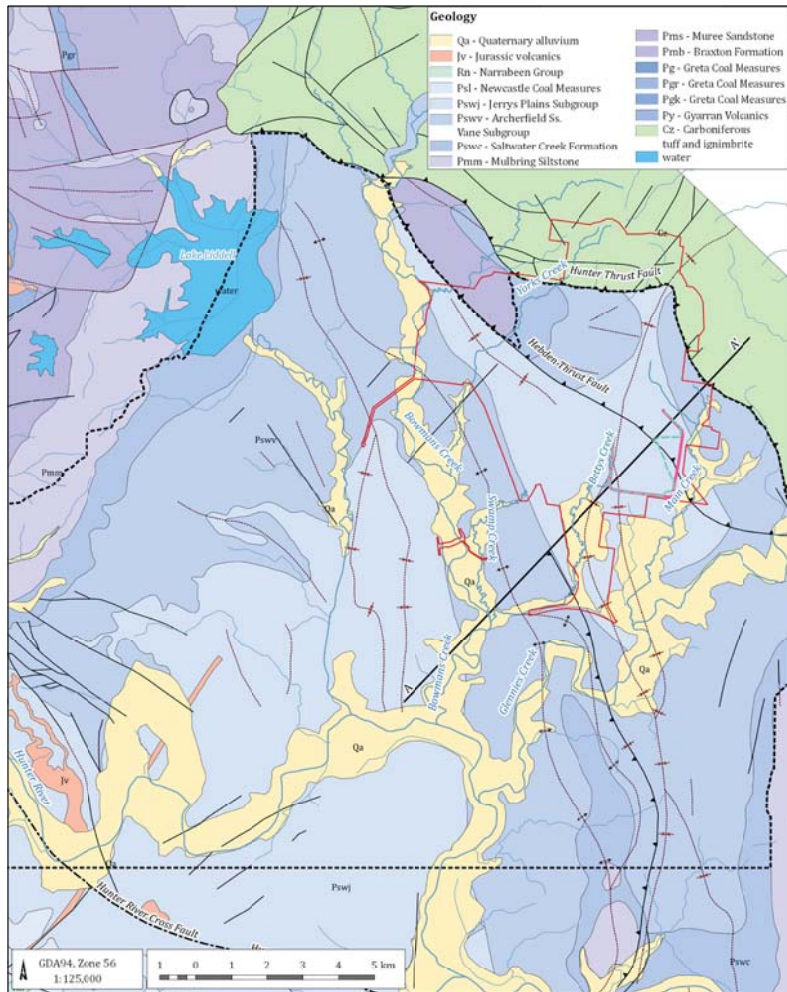 Geology
Qa - Quaternary alluvium
Jv - Jurassic volcanics
Rn - Narrabeen Group
Psl - Newcastle Coal Measures
Pswj - Jerrys Plains Subgroup
Pswv - Archerfield Ss.
Vane Subgroup
Pswc - Saltwater Creek Formation
Pmm - Mulbring Siltstone
Pms - Muree Sandstone
Pmb - Braxton Formation
Pg - Greta Coal Measures
Pgr - Greta Coal Measures
Pgk - Greta Coal Measures
Py - Gyarran Volcanics
Cz - Carboniferous
tuff and ignimbrite
water
Pgr
Cz
Lake Liddell
water
Yorks Creek
Hunter Thrust Fault
Hebden Thrust Fault
A'
Pswv
Pmm
Bowmans Creek
Bettys Creek
Main Creek
Qa
Swamp Creek
Qa
Bowmans Creek
Glennies Creek
A
Qa
Qa
Hunter River
Jv
Qa
Hunter River Cross Fault
Pswj
Pswc
GDA94, Zone 56
1:125,000
1 0 1 2 3 4 5 km
N